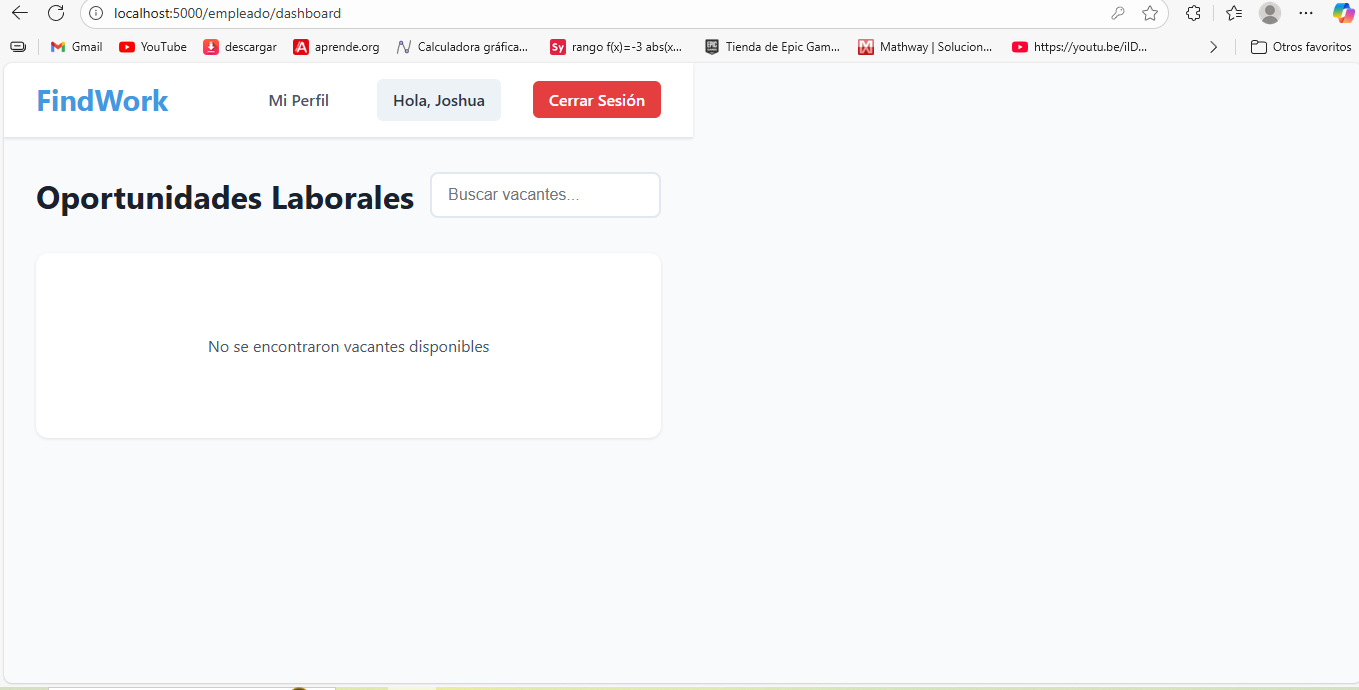 localhost:5000/empleado/dashboard
Gmail YouTube descargar aprende.org Calculadora gráfica... Sy rango f(x)=-3 abs(x... EPIC Tienda de Epic Gam... Mathway | Solucion... https://youtu.be/iID... Otros favoritos
FindWork Mi Perfil Hola, Joshua Cerrar Sesión
Oportunidades Laborales Buscar vacantes...
No se encontraron vacantes disponibles